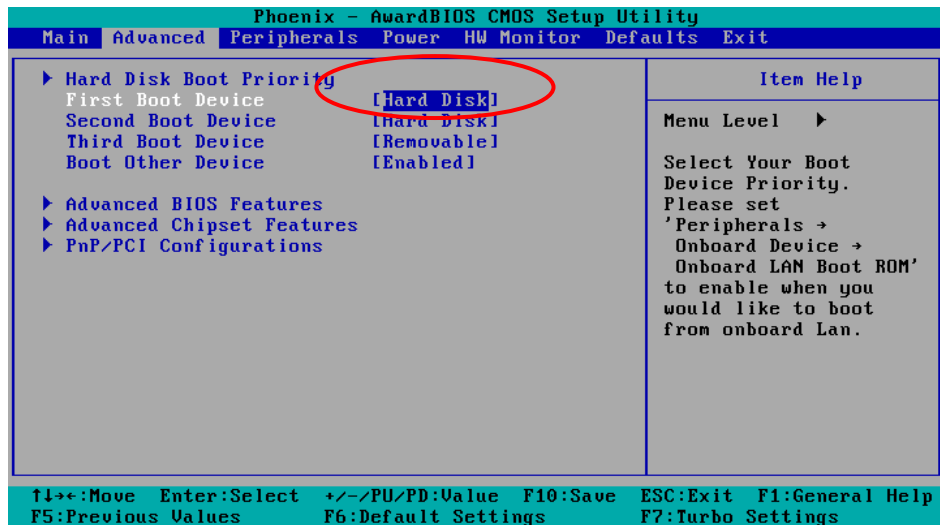 Phoenix - AwardBIOS CMOS Setup Utility
Main Advanced Peripherals Power HW Monitor Defaults Exit
▶ Hard Disk Boot Priority
First Boot Device [Hard Disk]
Second Boot Device [Hard Disk]
Third Boot Device [Removable]
Boot Other Device [Enabled]
▶ Advanced BIOS Features
▶ Advanced Chipset Features
▶ PnP/PCI Configurations
Item Help
Menu Level ▶
Select Your Boot
Device Priority.
Please set
'Peripherals →
Onboard Device →
Onboard LAN Boot ROM'
to enable when you
would like to boot
from onboard Lan.
↑↓→←:Move Enter:Select +/-/PU/PD:Value F10:Save ESC:Exit F1:General Help
F5:Previous Values F6:Default Settings F7:Turbo Settings